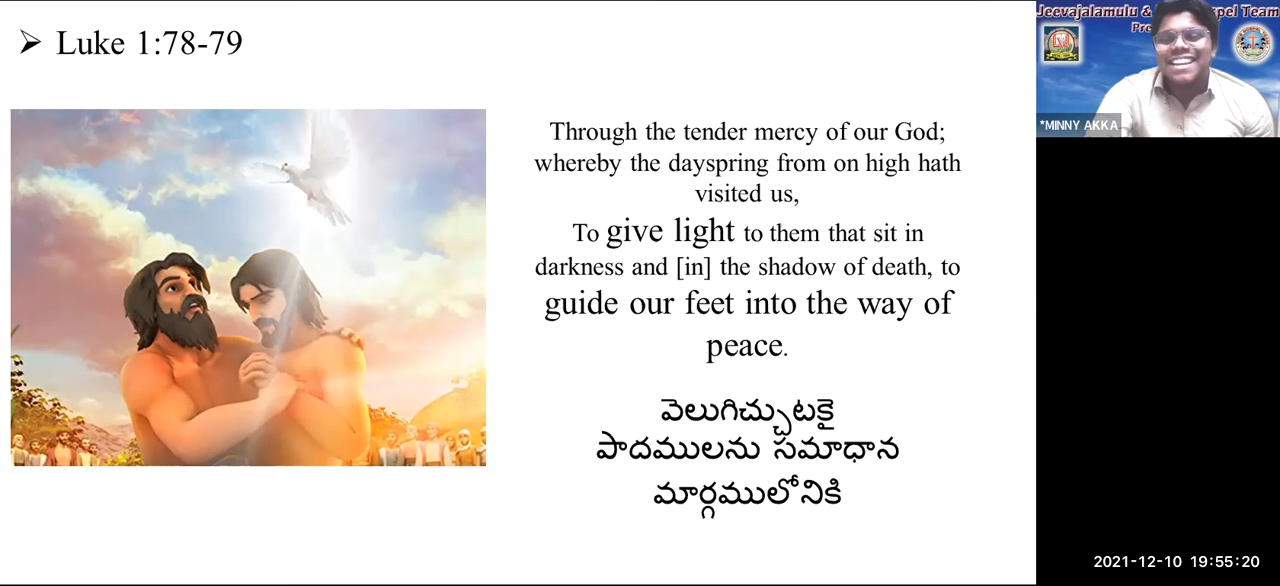 ➢ Luke 1:78-79
Through the tender mercy of our God;
whereby the dayspring from on high hath
visited us,
To give light to them that sit in
darkness and [in] the shadow of death, to
guide our feet into the way of
peace.
వెలుగిచ్చుటకై
పాదములను సమాధాన
మార్గములోనికి
Jeevajalamulu &
pel Team
*MINNY AKKA
2021-12-10 19:55:20